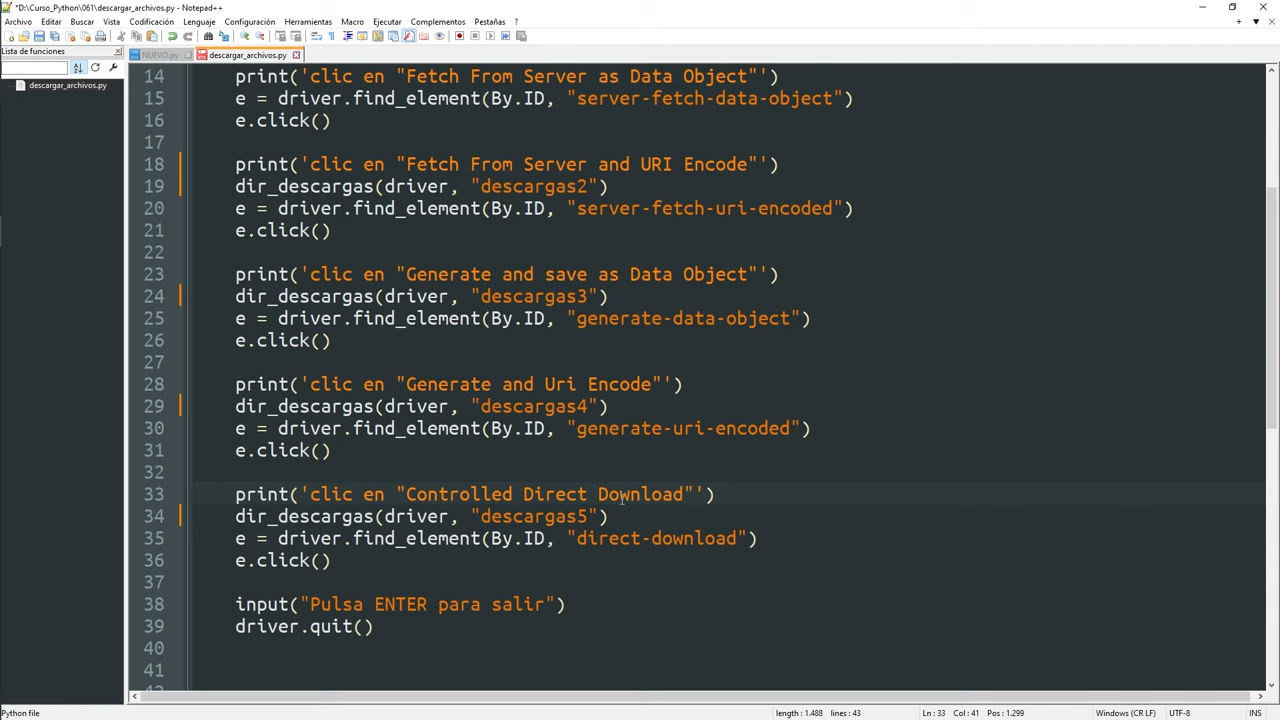 *D:\Curso_Python\061\descargar_archivos.py - Notepad++
Archivo Editar Buscar Vista Codificación Lenguaje Configuración Herramientas Macro Ejecutar Complementos Pestañas ?
Lista de funciones
NUEVO.py descargar_archivos.py
descargar_archivos.py
14 print('clic en "Fetch From Server as Data Object"')
15 e = driver.find_element(By.ID, "server-fetch-data-object")
16 e.click()
17
18 print('clic en "Fetch From Server and URI Encode"')
19 dir_descargas(driver, "descargas2")
20 e = driver.find_element(By.ID, "server-fetch-uri-encoded")
21 e.click()
22
23 print('clic en "Generate and save as Data Object"')
24 dir_descargas(driver, "descargas3")
25 e = driver.find_element(By.ID, "generate-data-object")
26 e.click()
27
28 print('clic en "Generate and Uri Encode"')
29 dir_descargas(driver, "descargas4")
30 e = driver.find_element(By.ID, "generate-uri-encoded")
31 e.click()
32
33 print('clic en "Controlled Direct Download"')
34 dir_descargas(driver, "descargas5")
35 e = driver.find_element(By.ID, "direct-download")
36 e.click()
37
38 input("Pulsa ENTER para salir")
39 driver.quit()
40
41
Python file length : 1.488 lines : 43 Ln : 33 Col : 41 Pos : 1.299 Windows (CR LF) UTF-8 INS